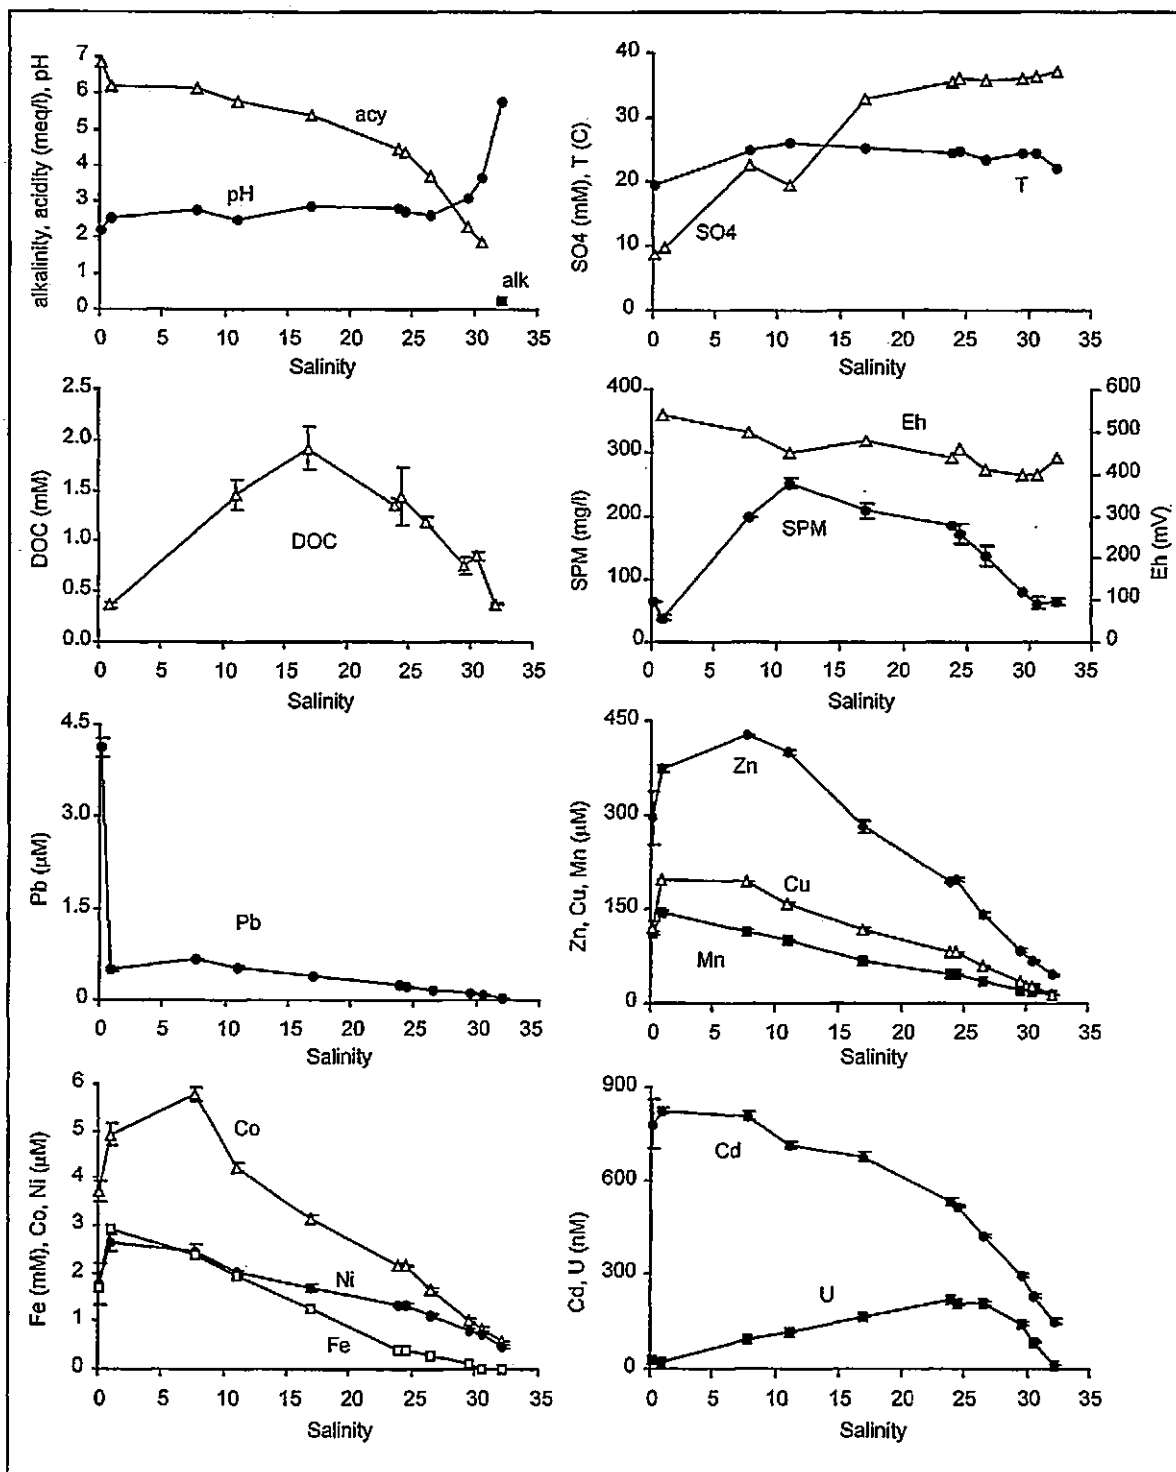 alkalinity, acidity (meq/l), pH
7
6
5
4
3
2
1
0
acy
pH
alk
0 5 10 15 20 25 30 35
Salinity
SO4 (mM), T (C)
40
30
20
10
0
T
SO4
0 5 10 15 20 25 30 35
Salinity
DOC (mM)
2.5
2.0
1.5
1.0
0.5
0.0
DOC
0 5 10 15 20 25 30 35
Salinity
SPM (mg/l)
400
300
200
100
0
Eh
SPM
600
500
400
300
200
100
0
Eh (mV)
0 5 10 15 20 25 30 35
Salinity
Pb (µM)
4.5
3.0
1.5
0
Pb
0 5 10 15 20 25 30 35
Salinity
Zn, Cu, Mn (µM)
450
300
150
0
Zn
Cu
Mn
0 5 10 15 20 25 30 35
Salinity
Fe (mM), Co, Ni (µM)
6
5
4
3
2
1
0
Co
Ni
Fe
0 5 10 15 20 25 30 35
Salinity
Cd, U (nM)
900
600
300
0
Cd
U
0 5 10 15 20 25 30 35
Salinity